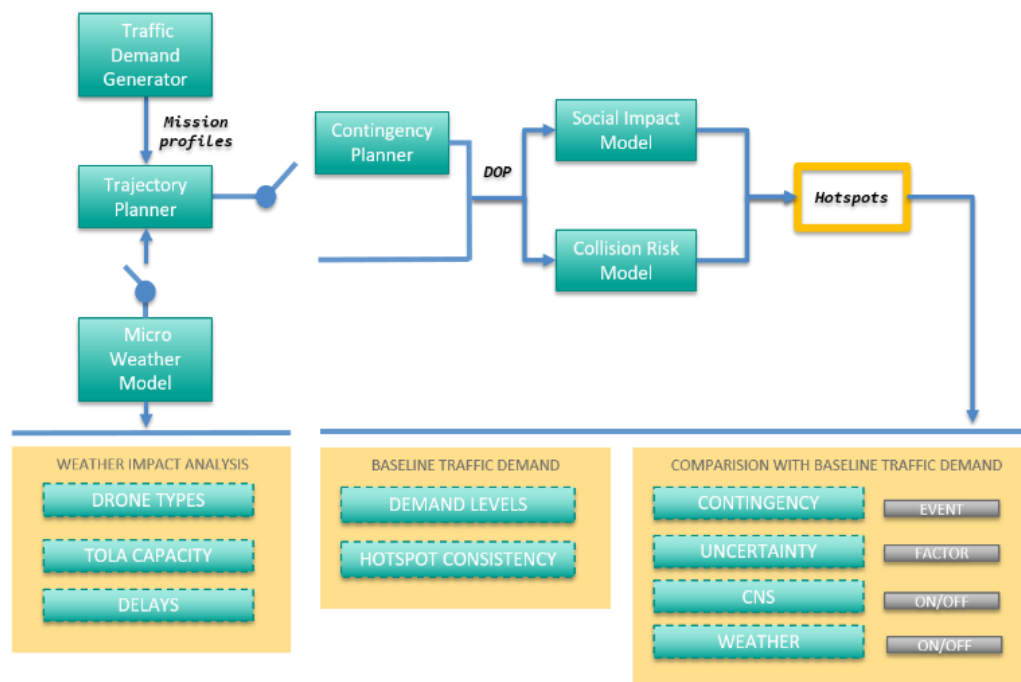 Traffic
Demand
Generator
Mission
profiles
Contingency
Planner
Social Impact
Model
DOP
Trajectory
Planner
Hotspots
Collision Risk
Model
Micro
Weather
Model
WEATHER IMPACT ANALYSIS
DRONE TYPES
TOLA CAPACITY
DELAYS
BASELINE TRAFFIC DEMAND
DEMAND LEVELS
HOTSPOT CONSISTENCY
COMPARISION WITH BASELINE TRAFFIC DEMAND
CONTINGENCY
EVENT
UNCERTAINTY
FACTOR
CNS
ON/OFF
WEATHER
ON/OFF